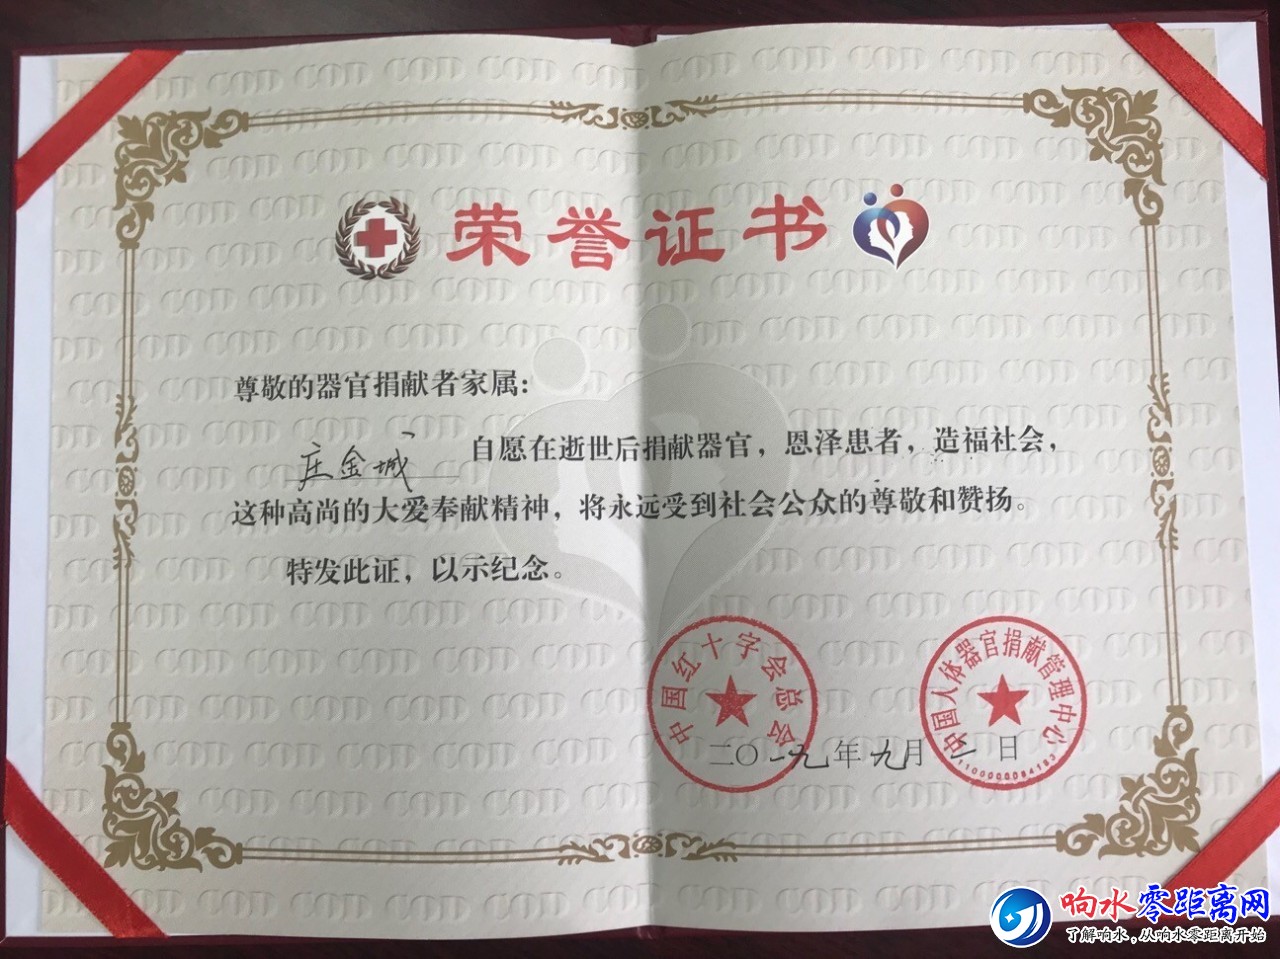 荣誉证书
尊敬的器官捐献者家属：
庄金城 自愿在逝世后捐献器官，恩泽患者，造福社会，
这种高尚的大爱奉献精神，将永远受到社会公众的尊敬和赞扬。
特发此证，以示纪念。
中国红十字会总会
中国人体器官捐献管理中心
二〇一九年九月二日
响水零距离网
了解响水，从响水零距离开始